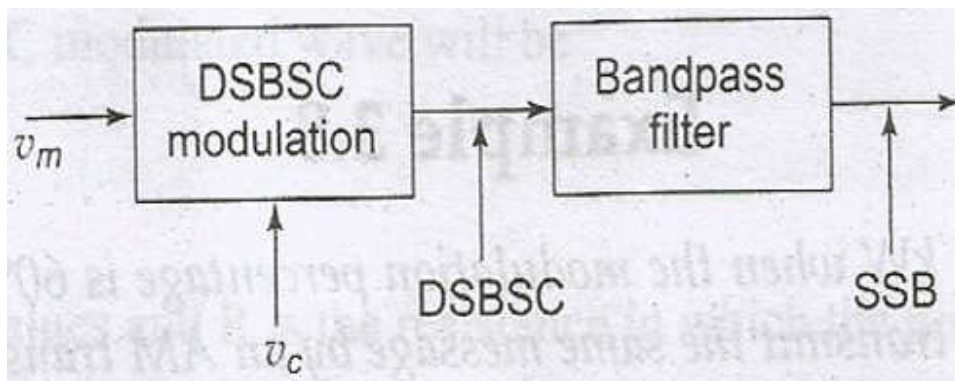 DSBSC
modulation
Bandpass
filter
v_m
DSBSC
SSB
v_c